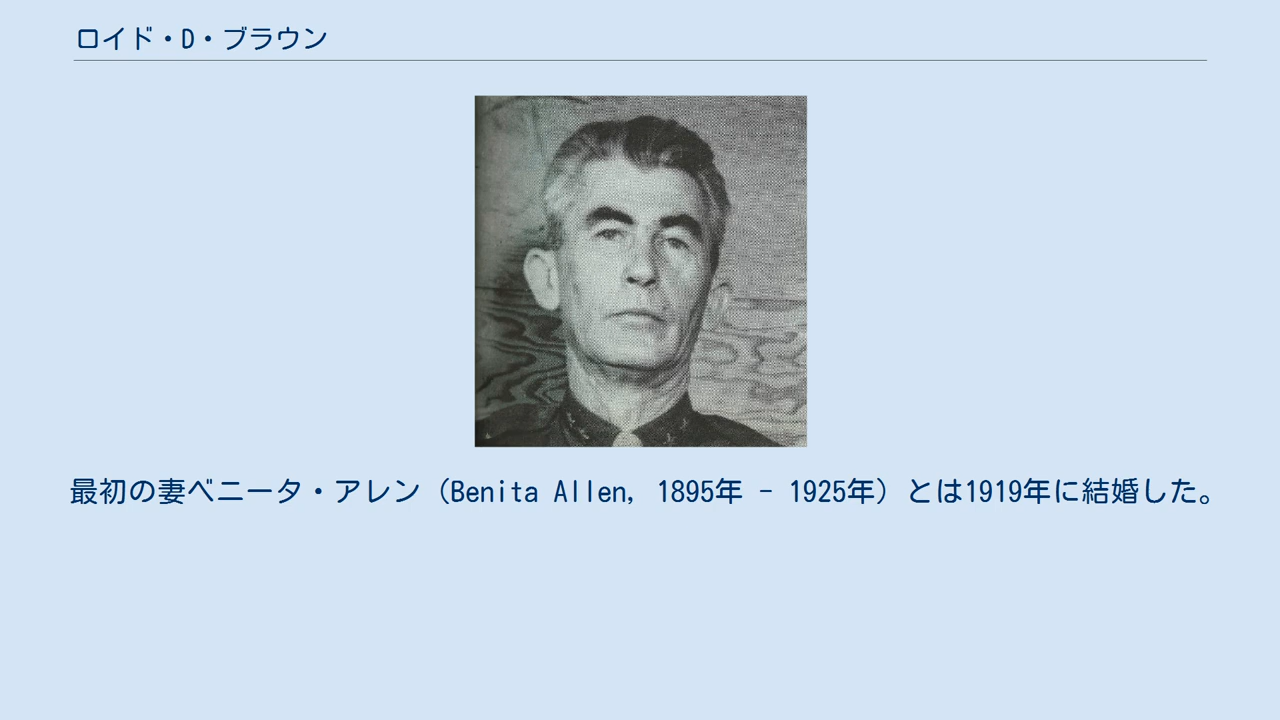 ロイド・D・ブラウン
最初の妻ベニータ・アレン（Benita Allen, 1895年 - 1925年）とは1919年に結婚した。